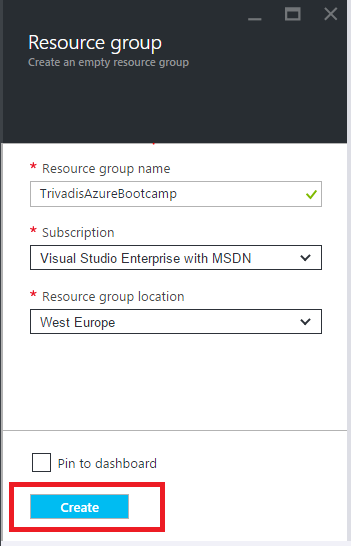 Resource group
Create an empty resource group
* Resource group name
TrivadisAzureBootcamp
* Subscription
Visual Studio Enterprise with MSDN
* Resource group location
West Europe
Pin to dashboard
Create